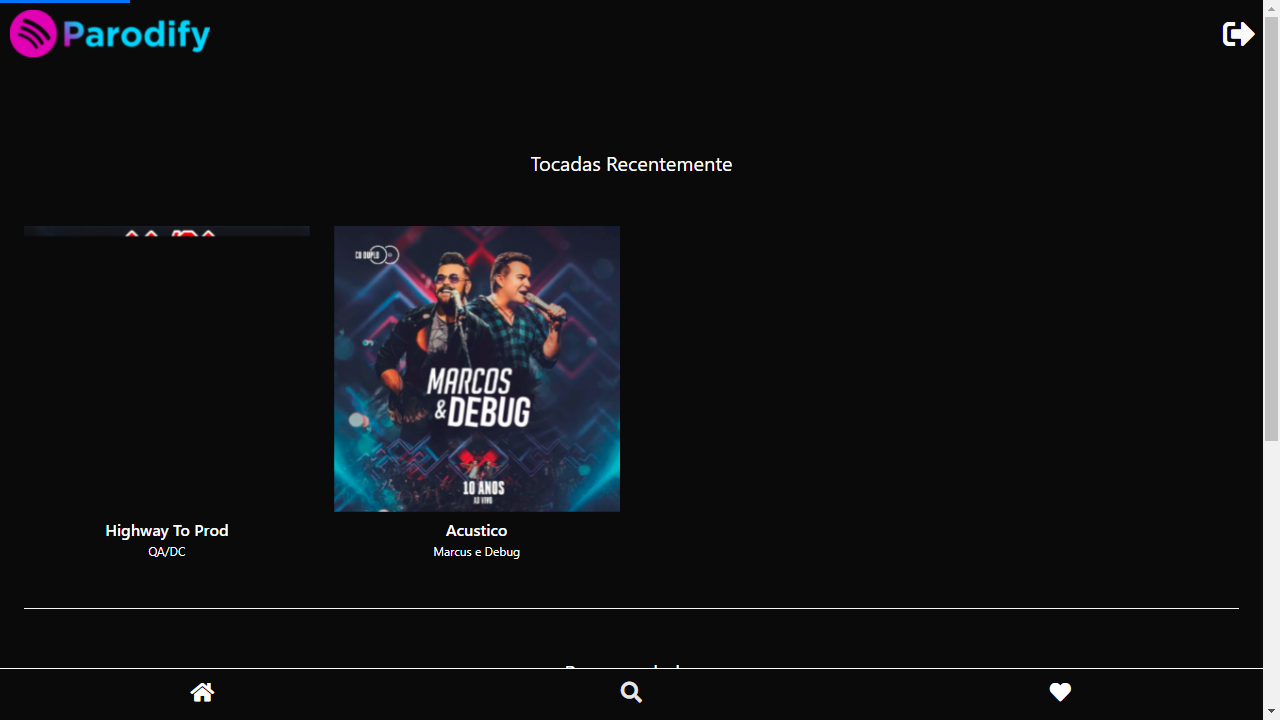 Parodify
Tocadas Recentemente
CD DUPLO
MARCOS
& DEBUG
10 ANOS
AO VIVO
Highway To Prod
QA/DC
Acustico
Marcus e Debug